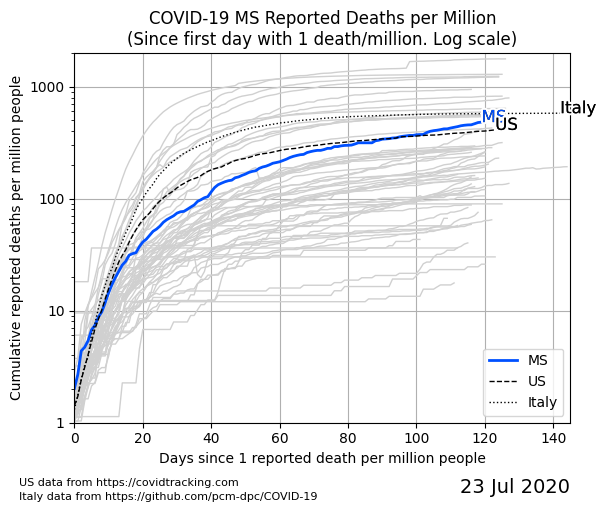 COVID-19 MS Reported Deaths per Million
(Since first day with 1 death/million. Log scale)
Cumulative reported deaths per million people
1000
100
10
1
Italy
MS
US
MS
US
Italy
0 20 40 60 80 100 120 140
Days since 1 reported death per million people
US data from https://covidtracking.com
Italy data from https://github.com/pcm-dpc/COVID-19
23 Jul 2020